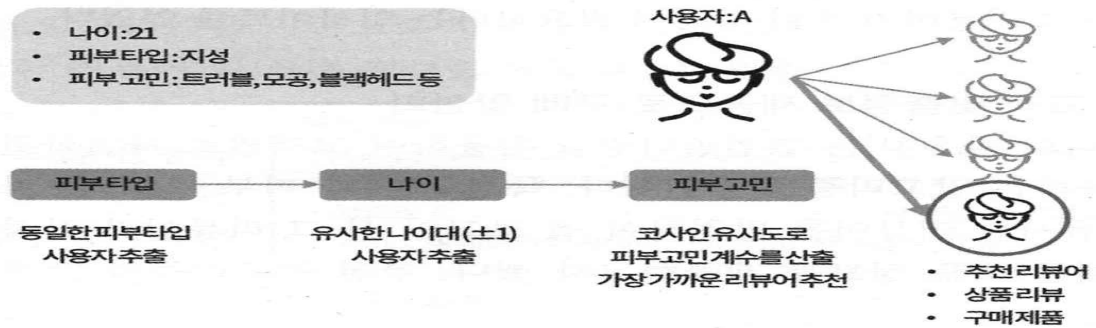 • 나이:21
• 피부타입:지성
• 피부고민:트러블,모공,블랙헤드 등
사용자:A
피부타입
나이
피부고민
동일한 피부타입
사용자 추출
유사한 나이대(±1)
사용자 추출
코사인 유사도로
피부고민 계수를 산출
가장 가까운 리뷰어 추천
• 추천 리뷰어
• 상품 리뷰
• 구매 제품